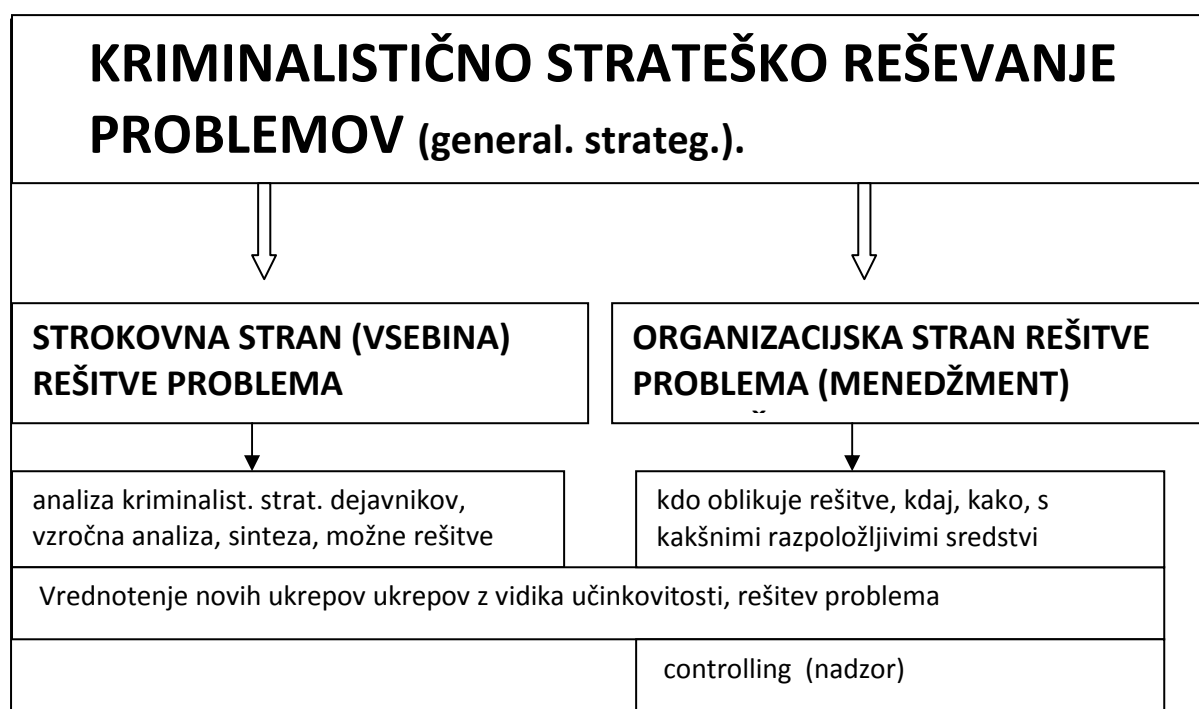 KRIMINALISTIČNO STRATEŠKO REŠEVANJE
PROBLEMOV (general. strateg.).
STROKOVNA STRAN (VSEBINA)
REŠITVE PROBLEMA
ORGANIZACIJSKA STRAN REŠITVE
PROBLEMA (MENEDŽMENT)
analiza kriminalist. strat. dejavnikov,
vzročna analiza, sinteza, možne rešitve
kdo oblikuje rešitve, kdaj, kako, s
kakšnimi razpoložljivimi sredstvi
Vrednotenje novih ukrepov ukrepov z vidika učinkovitosti, rešitev problema
controlling (nadzor)